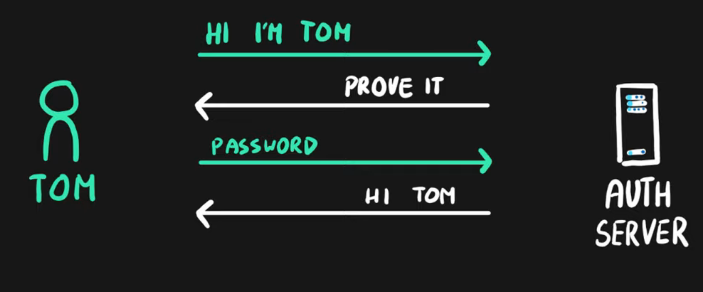 HI I'M TOM
PROVE IT
PASSWORD
HI TOM
TOM
AUTH
SERVER